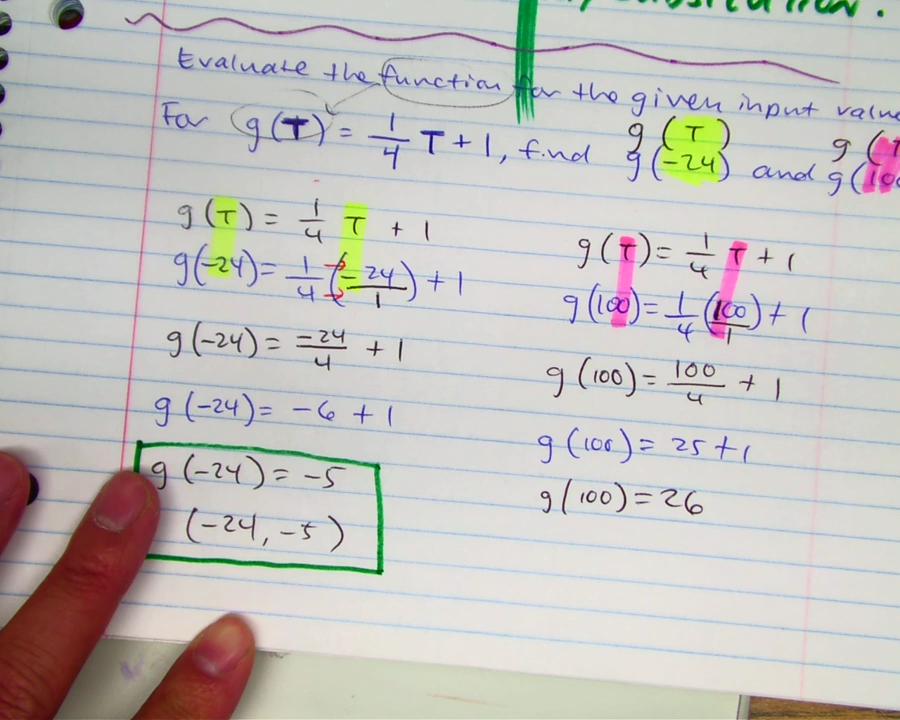 Evaluate the function for the given input value
For g(T) = 1/4 T + 1, find g(T) g(-24) and g(100
g(T) = 1/4 T + 1
g(-24) = 1/4 (-24/1) + 1
g(-24) = -24/4 + 1
g(-24) = -6 + 1
g(-24) = -5
(-24, -5)
g(T) = 1/4 T + 1
g(100) = 1/4 (100/1) + 1
g(100) = 100/4 + 1
g(100) = 25 + 1
g(100) = 26